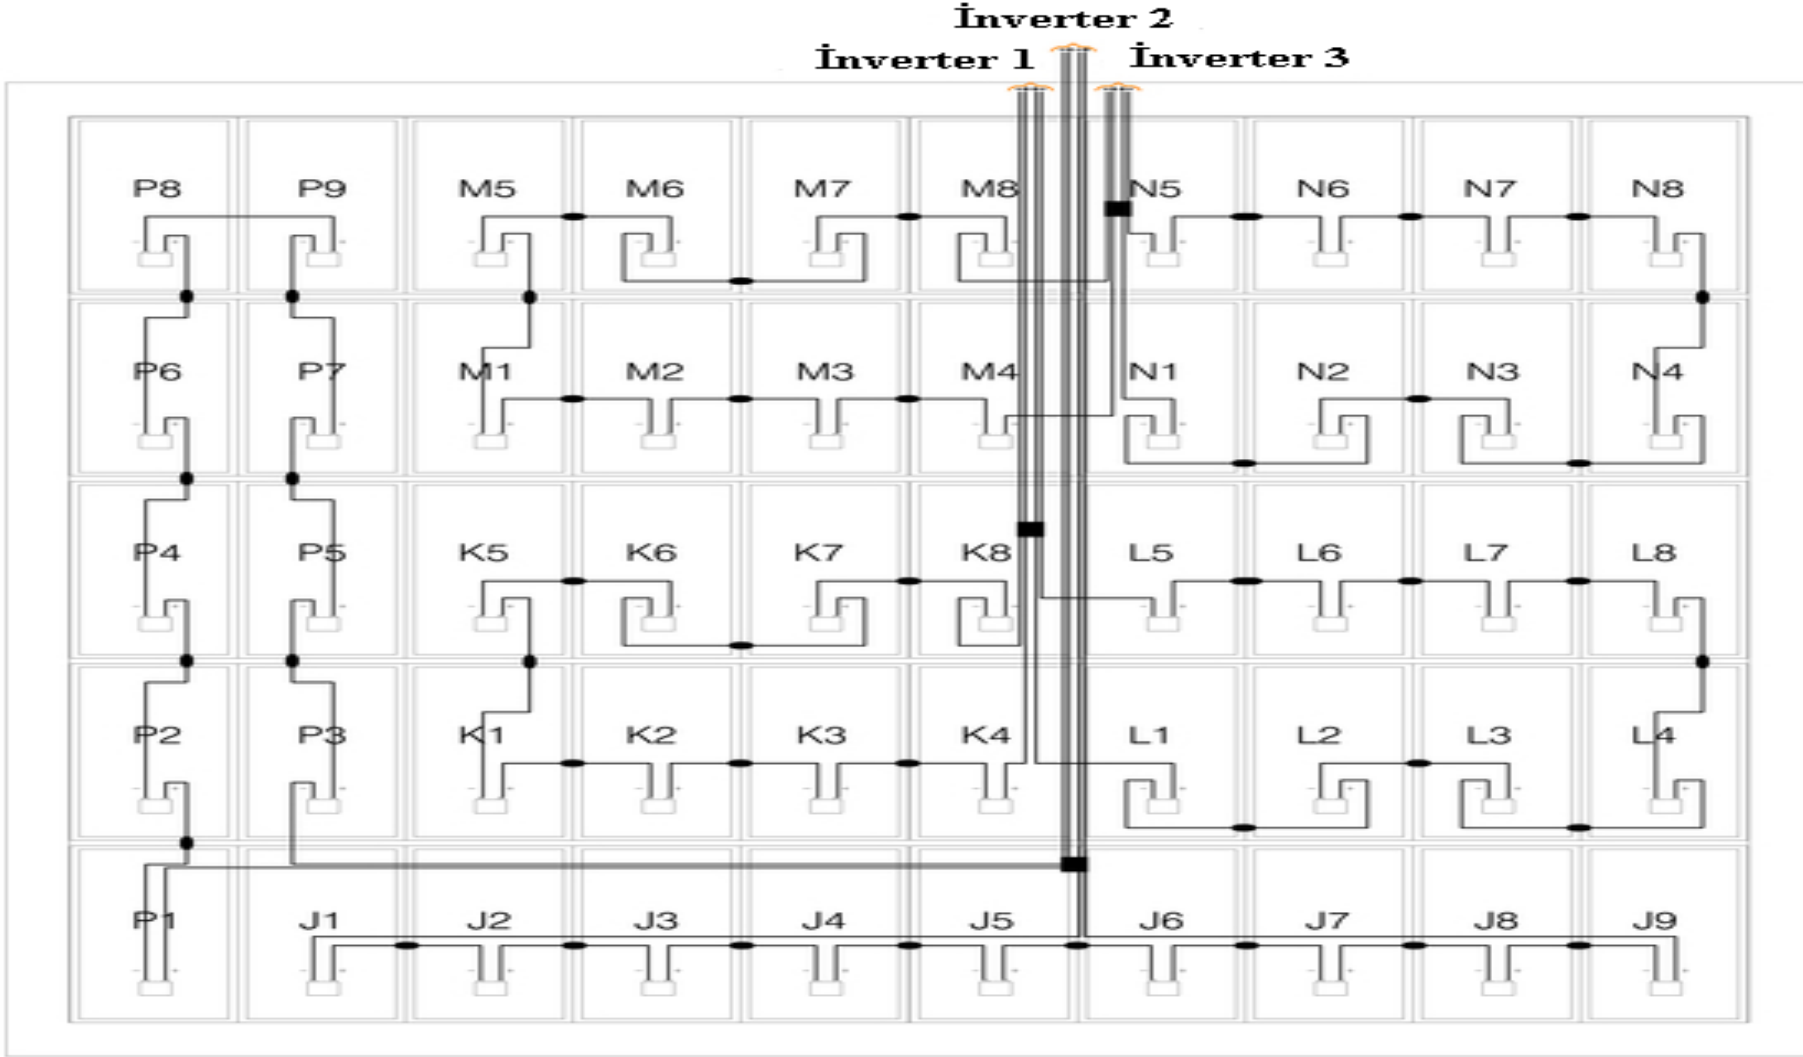 İnverter 2
İnverter 1 İnverter 3
P8 P9 M5 M6 M7 M8 N5 N6 N7 N8
P6 P7 M1 M2 M3 M4 N1 N2 N3 N4
P4 P5 K5 K6 K7 K8 L5 L6 L7 L8
P2 P3 K1 K2 K3 K4 L1 L2 L3 L4
P1 J1 J2 J3 J4 J5 J6 J7 J8 J9